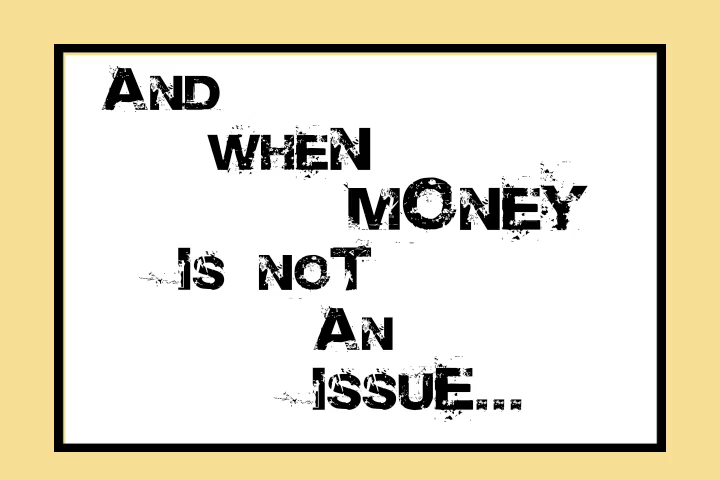 And
wheN
mOneY
Is noT
An
IssuE...